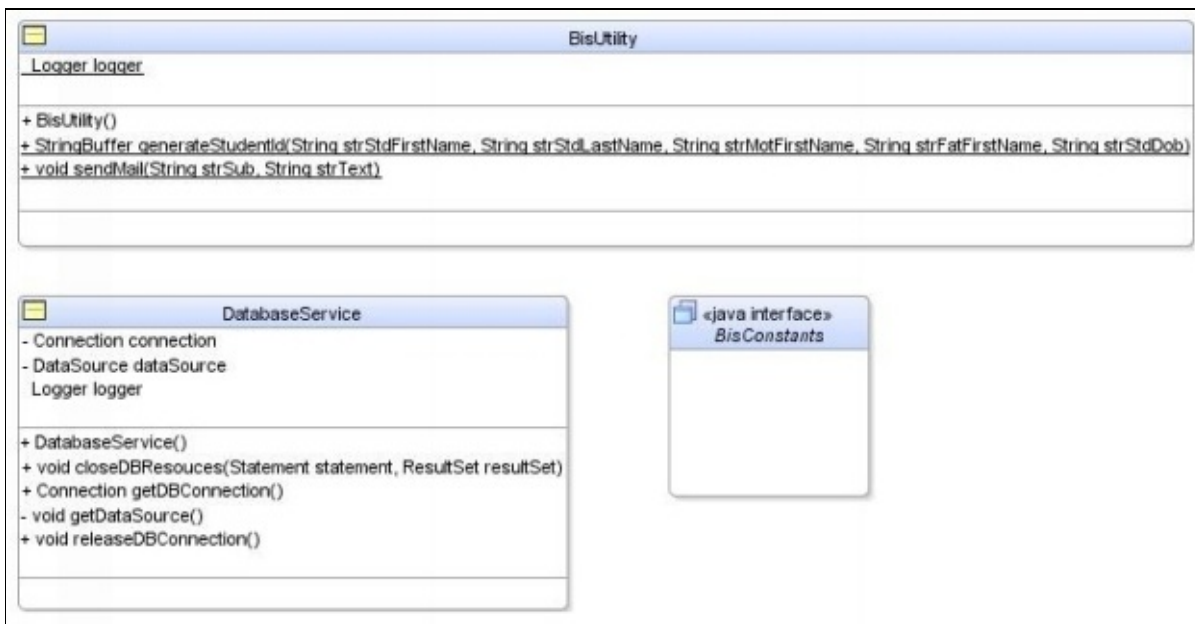 BisUtility
Logger logger
+ BisUtility()
+ StringBuffer generateStudentId(String strStdFirstName, String strStdLastName, String strMotFirstName, String strFatFirstName, String strStdDob)
+ void sendMail(String strSub, String strText)
DatabaseService
- Connection connection
- DataSource dataSource
Logger logger
+ DatabaseService()
+ void closeDBResouces(Statement statement, ResultSet resultSet)
+ Connection getDBConnection()
- void getDataSource()
+ void releaseDBConnection()
«java interface»
BisConstants